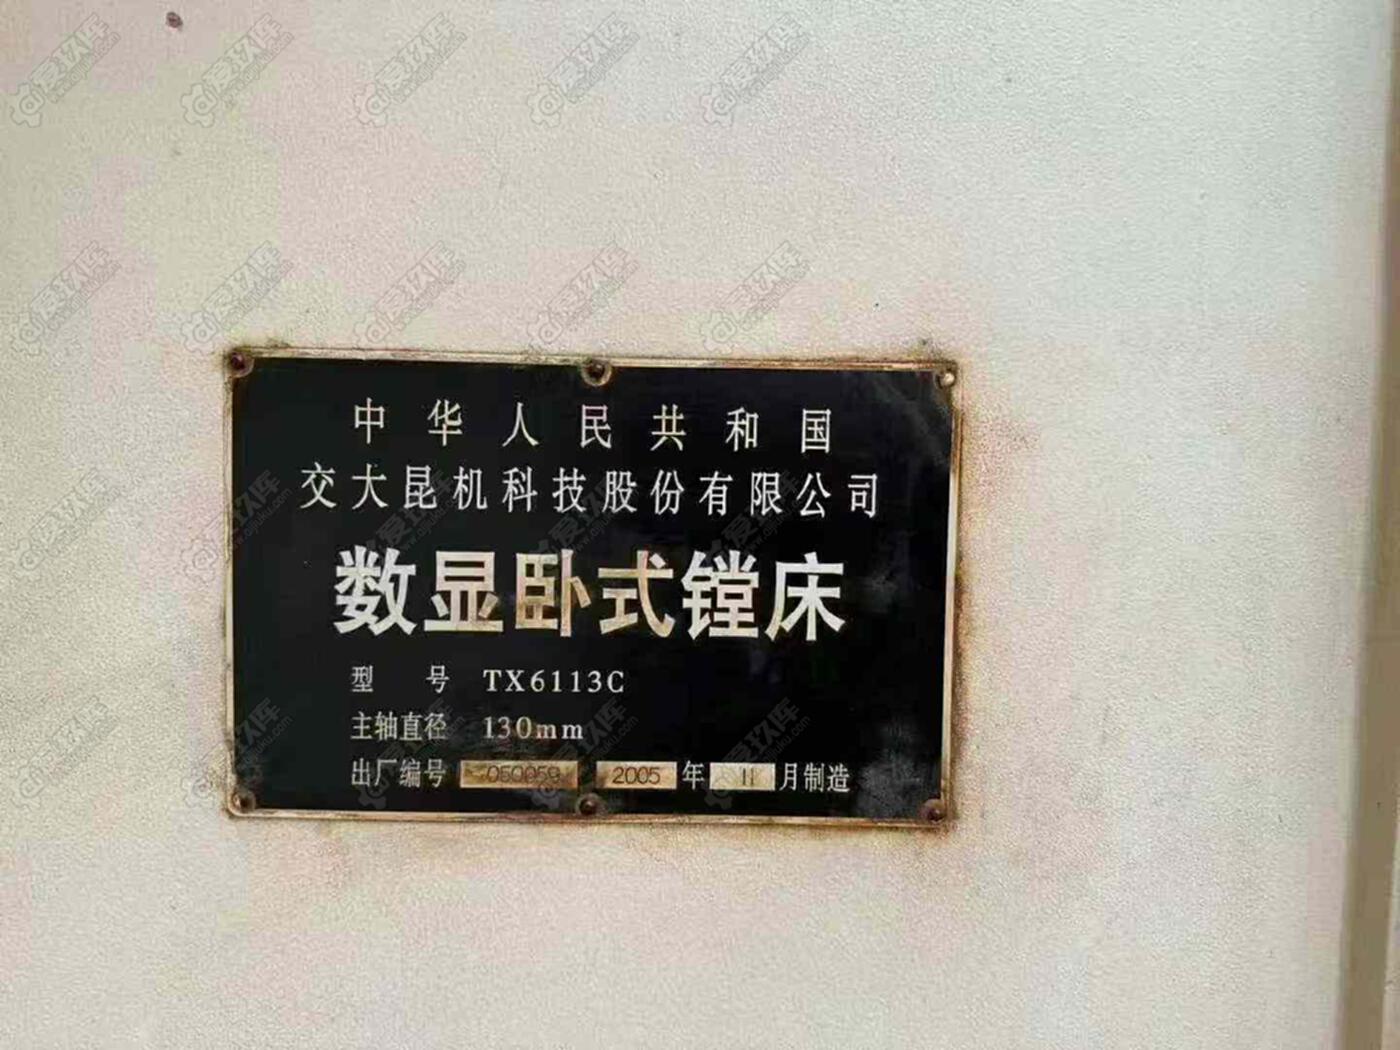 中华人民共和国
交大昆机科技股份有限公司
数显卧式镗床
型 号 TX6113C
主轴直径 130mm
出厂编号 050059 2005 年 11 月制造